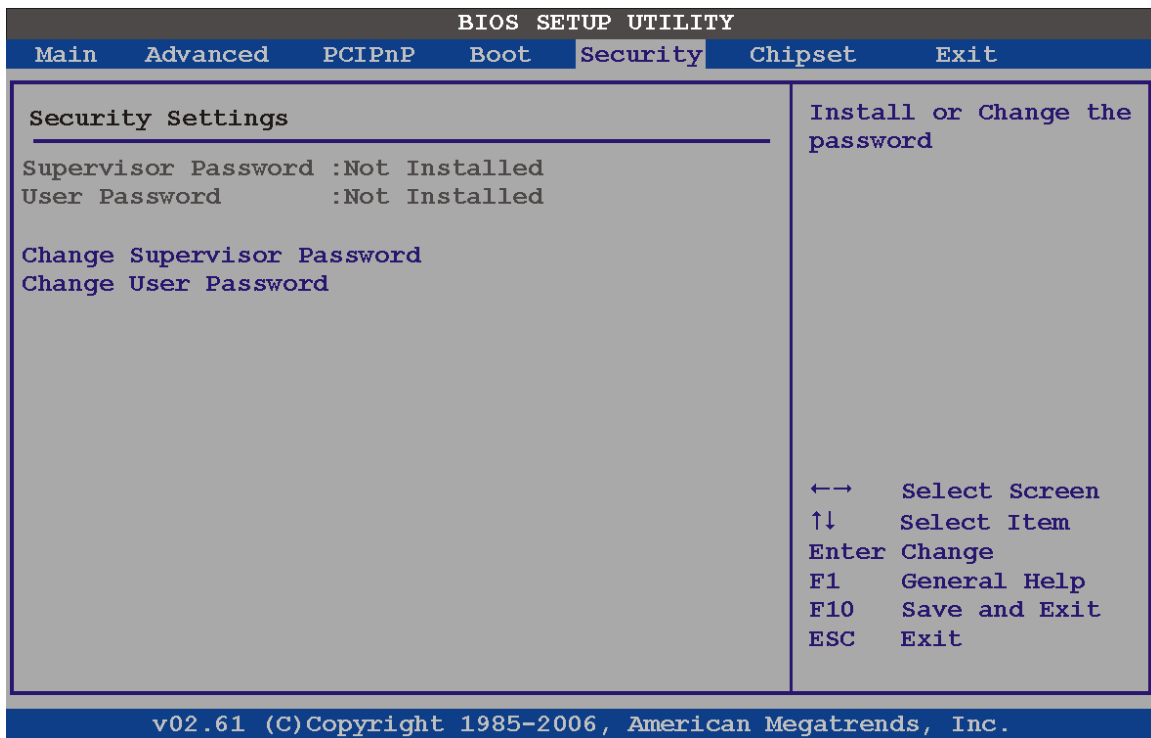 BIOS SETUP UTILITY
Main Advanced PCIPnP Boot Security Chipset Exit
Security Settings
Supervisor Password :Not Installed
User Password :Not Installed
Change Supervisor Password
Change User Password
Install or Change the
password
←→ Select Screen
↑↓ Select Item
Enter Change
F1 General Help
F10 Save and Exit
ESC Exit
v02.61 (C)Copyright 1985-2006, American Megatrends, Inc.